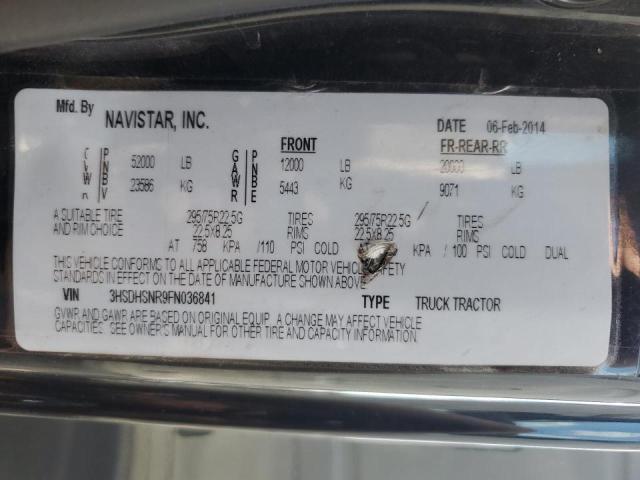 Mfd. By NAVISTAR, INC. DATE 06-Feb-2014
FRONT FR-REAR-RR
52000 LB GAWR PNBE 12000 LB 20000 LB
23586 KG 5443 KG 9071 KG
A SUITABLE TIRE 295/75R22.5G TIRES 295/75R22.5G TIRES
AND RIM CHOICE 22.5X8.25 RIMS 22.5X8.25 RIMS
AT 758 KPA /110 PSI COLD KPA / 100 PSI COLD DUAL
THIS VEHICLE CONFORMS TO ALL APPLICABLE FEDERAL MOTOR VEHICLE SAFETY
STANDARDS IN EFFECT ON THE DATE OF MANUFACTURE SHOWN ABOVE
VIN 3HSDHSNR9FN036841 TYPE TRUCK TRACTOR
GVWR AND GAWR ARE BASED ON ORIGINAL EQUIP. A CHANGE MAY AFFECT VEHICLE
CAPACITIES. SEE OWNER'S MANUAL FOR OTHER TIRE AND CAPACITY INFORMATION.